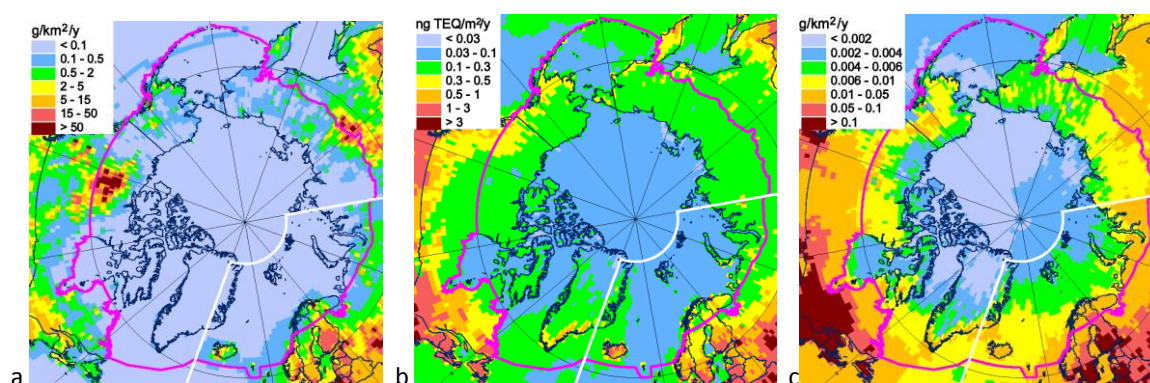 g/km²/y
< 0.1
0.1 - 0.5
0.5 - 2
2 - 5
5 - 15
15 - 50
> 50
a
ng TEQ/m²/y
< 0.03
0.03 - 0.1
0.1 - 0.3
0.3 - 0.5
0.5 - 1
1 - 3
> 3
b
g/km²/y
< 0.002
0.002 - 0.004
0.004 - 0.006
0.006 - 0.01
0.01 - 0.05
0.05 - 0.1
> 0.1
c